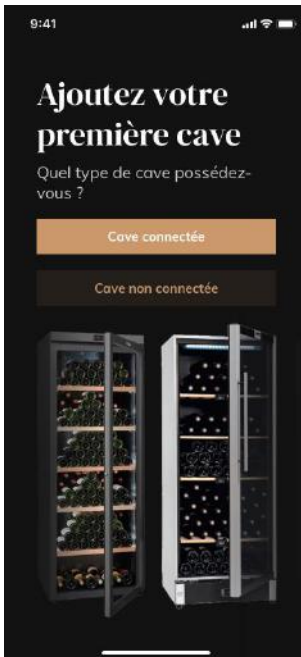 9:41
Ajoutez votre
première cave
Quel type de cave possédez-
vous ?
Cave connectée
Cave non connectée